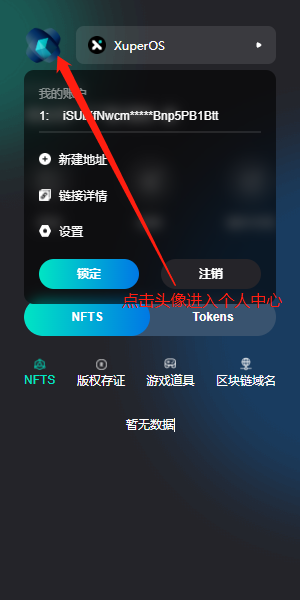 XuperOS
我的账户
1: iSU
fNwcm*****Bnp5PB1Btt
新建地址
链接详情
设置
锁定
注销
点击头像进入个人中心
NFTS
Tokens
NFTS
版权存证
游戏道具
区块链域名
暂无数据